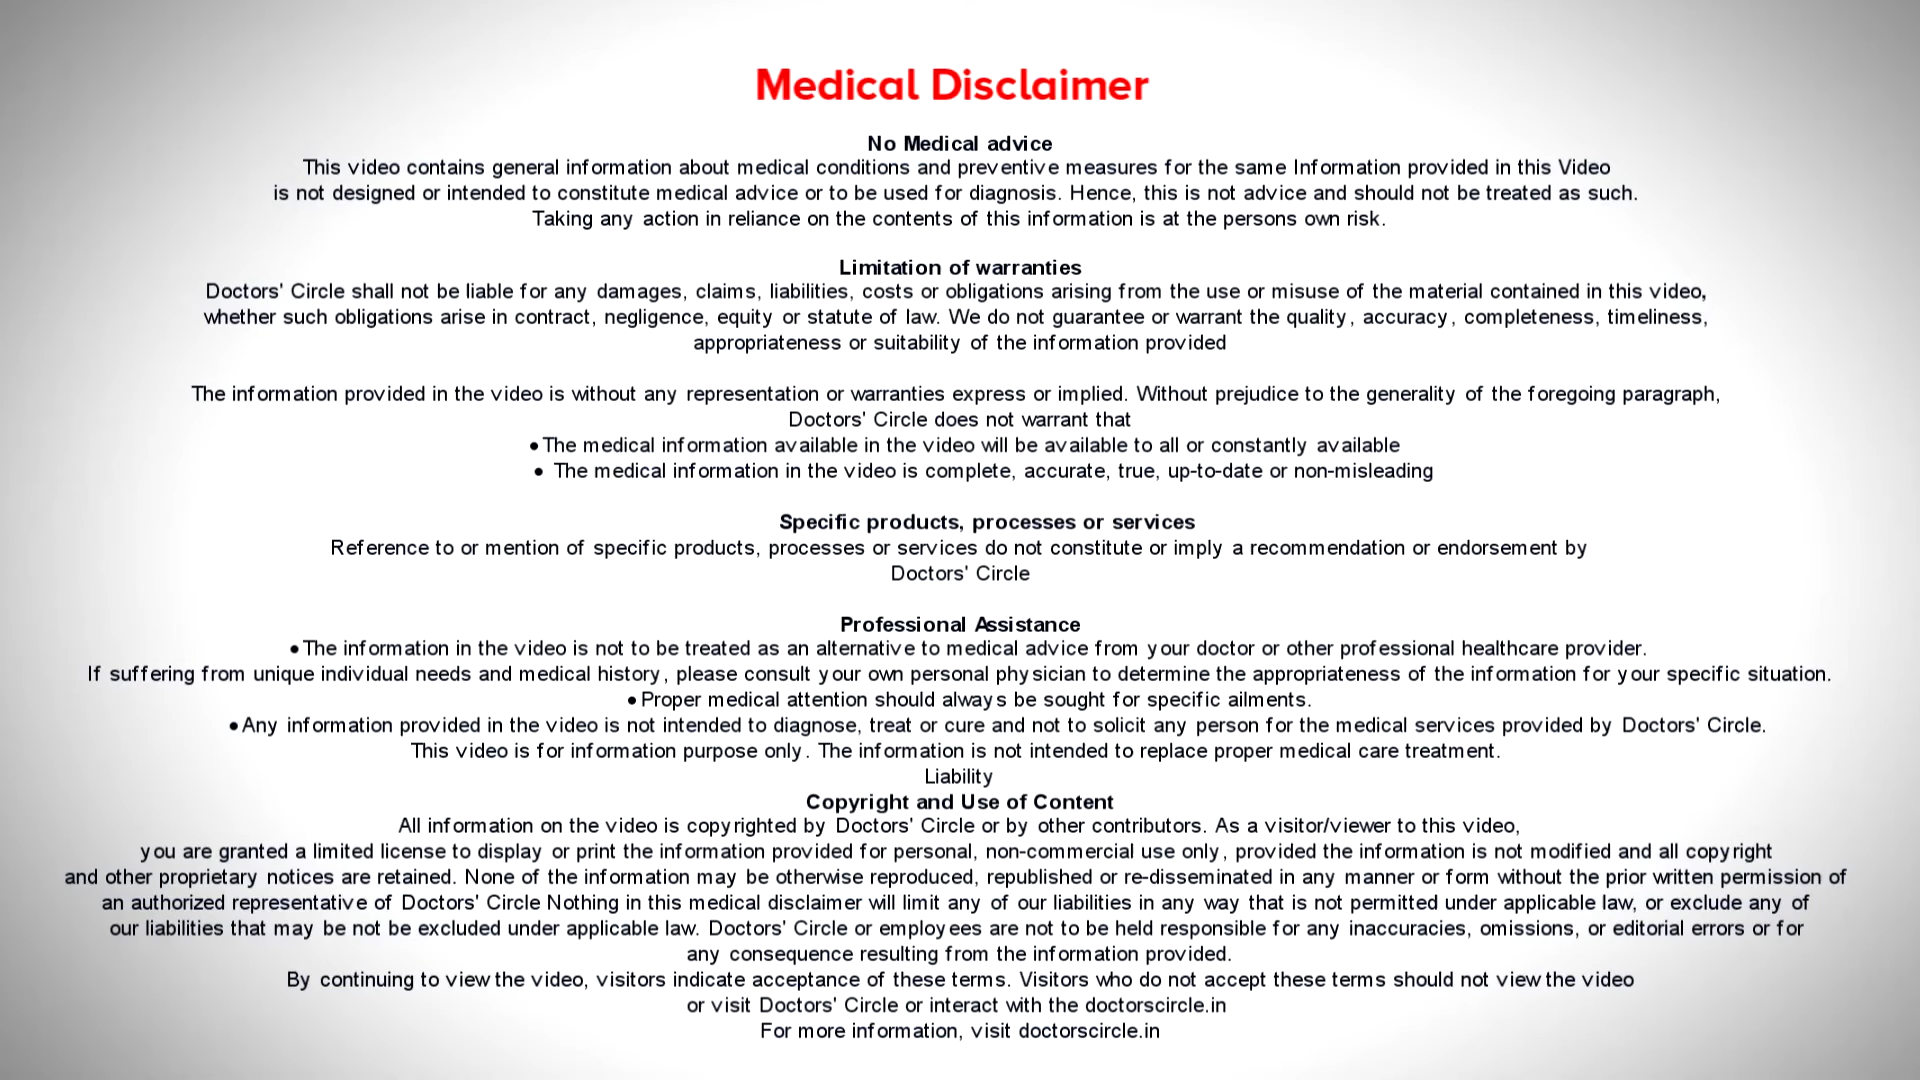 Medical Disclaimer
No Medical advice
This video contains general information about medical conditions and preventive measures for the same Information provided in this Video
is not designed or intended to constitute medical advice or to be used for diagnosis. Hence, this is not advice and should not be treated as such.
Taking any action in reliance on the contents of this information is at the persons own risk.
Limitation of warranties
Doctors' Circle shall not be liable for any damages, claims, liabilities, costs or obligations arising from the use or misuse of the material contained in this video,
whether such obligations arise in contract, negligence, equity or statute of law. We do not guarantee or warrant the quality, accuracy, completeness, timeliness,
appropriateness or suitability of the information provided
The information provided in the video is without any representation or warranties express or implied. Without prejudice to the generality of the foregoing paragraph,
Doctors' Circle does not warrant that
• The medical information available in the video will be available to all or constantly available
• The medical information in the video is complete, accurate, true, up-to-date or non-misleading
Specific products, processes or services
Reference to or mention of specific products, processes or services do not constitute or imply a recommendation or endorsement by
Doctors' Circle
Professional Assistance
• The information in the video is not to be treated as an alternative to medical advice from your doctor or other professional healthcare provider.
If suffering from unique individual needs and medical history, please consult your own personal physician to determine the appropriateness of the information for your specific situation.
• Proper medical attention should always be sought for specific ailments.
• Any information provided in the video is not intended to diagnose, treat or cure and not to solicit any person for the medical services provided by Doctors' Circle.
This video is for information purpose only. The information is not intended to replace proper medical care treatment.
Liability
Copyright and Use of Content
All information on the video is copyrighted by Doctors' Circle or by other contributors. As a visitor/viewer to this video,
you are granted a limited license to display or print the information provided for personal, non-commercial use only, provided the information is not modified and all copyright
and other proprietary notices are retained. None of the information may be otherwise reproduced, republished or re-disseminated in any manner or form without the prior written permission of
an authorized representative of Doctors' Circle Nothing in this medical disclaimer will limit any of our liabilities in any way that is not permitted under applicable law, or exclude any of
our liabilities that may be not be excluded under applicable law. Doctors' Circle or employees are not to be held responsible for any inaccuracies, omissions, or editorial errors or for
any consequence resulting from the information provided.
By continuing to view the video, visitors indicate acceptance of these terms. Visitors who do not accept these terms should not view the video
or visit Doctors' Circle or interact with the doctorscircle.in
For more information, visit doctorscircle.in